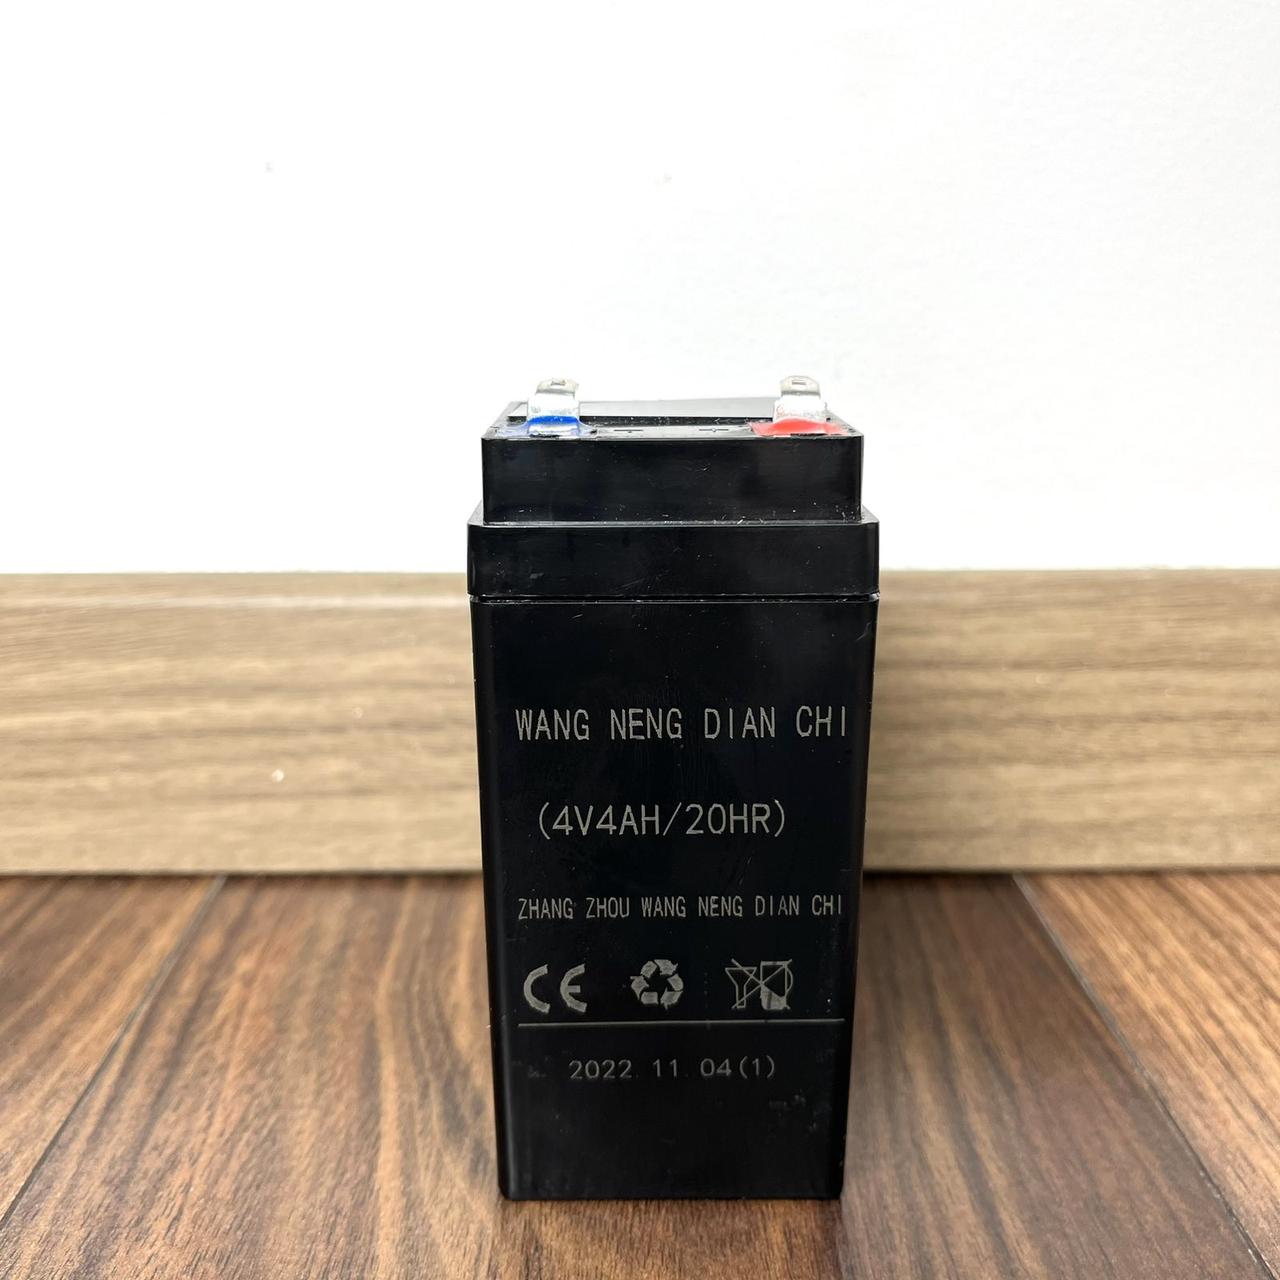 WANG NENG DIAN CHI
(4V4AH/20HR)
ZHANG ZHOU WANG NENG DIAN CHI
CE
2022.11.04(1)